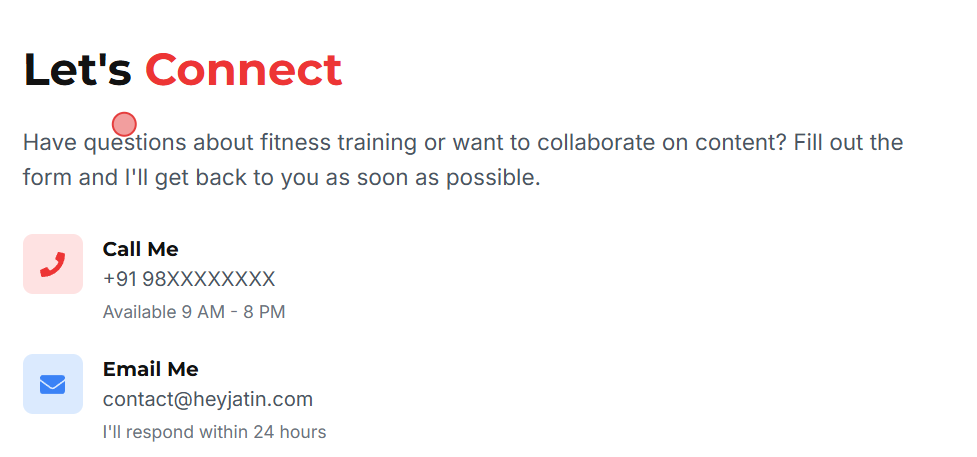 Let's Connect
Have questions about fitness training or want to collaborate on content? Fill out the
form and I'll get back to you as soon as possible.
Call Me
+91 98XXXXXXXX
Available 9 AM - 8 PM
Email Me
contact@heyjatin.com
I'll respond within 24 hours